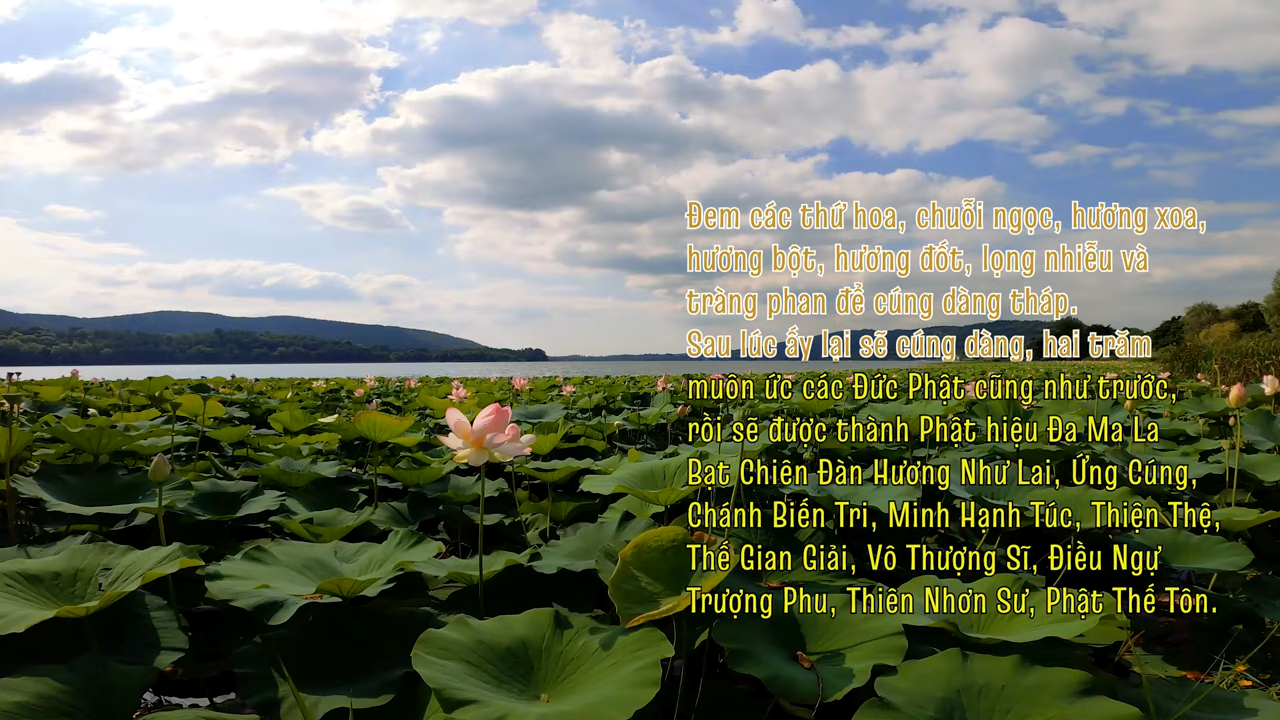 Đem các thứ hoa, chuỗi ngọc, hương xoa,
hương bột, hương đốt, lọng nhiễu và
tràng phan để cúng dàng tháp.
Sau lúc ấy lại sẽ cúng dàng, hai trăm
muôn ức các Đức Phật cũng như trước,
rồi sẽ được thành Phật hiệu Đa Ma La
Bạt Chiên Đàn Hương Như Lai, Ứng Cúng,
Chánh Biến Tri, Minh Hạnh Túc, Thiện Thệ,
Thế Gian Giải, Vô Thượng Sĩ, Điều Ngự
Trượng Phu, Thiên Nhơn Sư, Phật Thế Tôn.